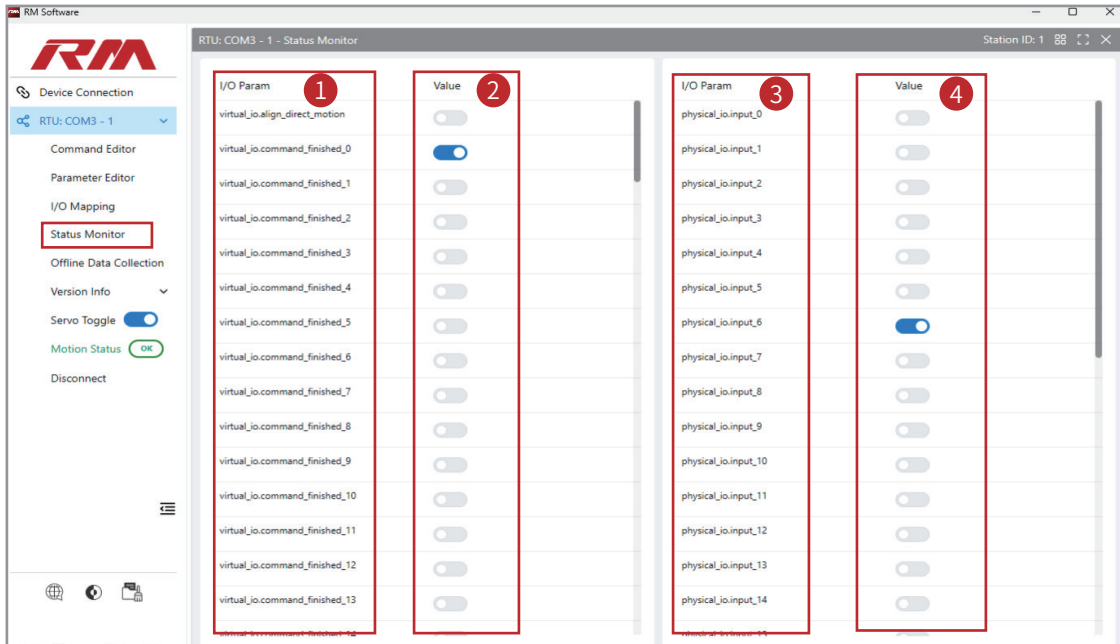 RM Software
RM
RTU: COM3 - 1 - Status Monitor
Station ID: 1
Device Connection
RTU: COM3 - 1
Command Editor
Parameter Editor
I/O Mapping
Status Monitor
Offline Data Collection
Version Info
Servo Toggle
Motion Status OK
Disconnect
I/O Param 1 Value 2
virtual_io.align_direct_motion
virtual_io.command_finished_0
virtual_io.command_finished_1
virtual_io.command_finished_2
virtual_io.command_finished_3
virtual_io.command_finished_4
virtual_io.command_finished_5
virtual_io.command_finished_6
virtual_io.command_finished_7
virtual_io.command_finished_8
virtual_io.command_finished_9
virtual_io.command_finished_10
virtual_io.command_finished_11
virtual_io.command_finished_12
virtual_io.command_finished_13
virtual_io.command_finished_14
I/O Param 3 Value 4
physical_io.input_0
physical_io.input_1
physical_io.input_2
physical_io.input_3
physical_io.input_4
physical_io.input_5
physical_io.input_6
physical_io.input_7
physical_io.input_8
physical_io.input_9
physical_io.input_10
physical_io.input_11
physical_io.input_12
physical_io.input_13
physical_io.input_14
physical_io.input_15